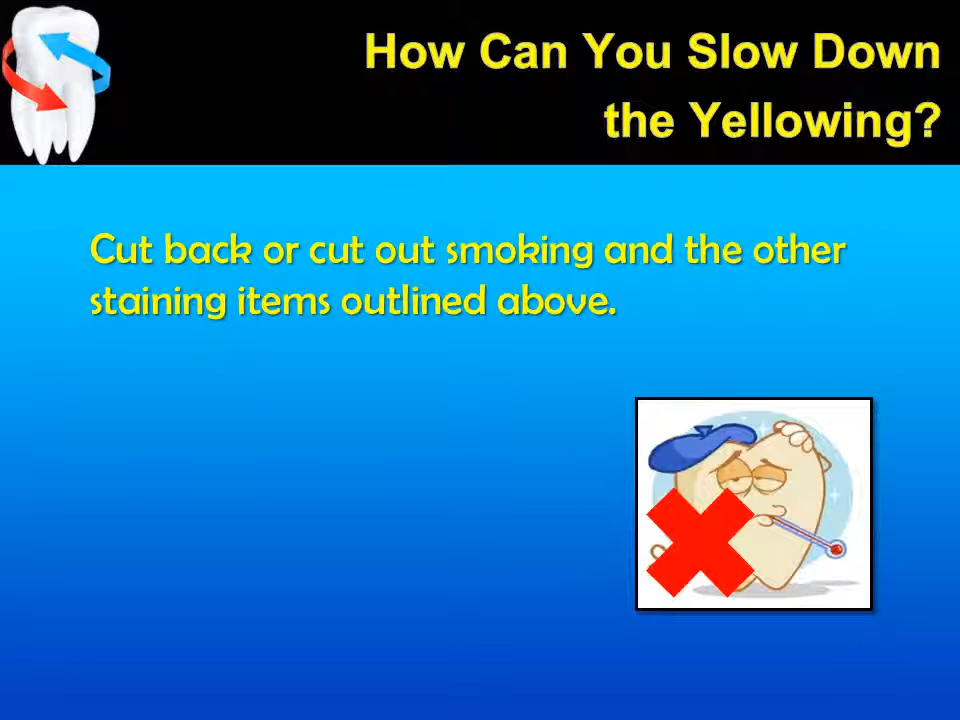 How Can You Slow Down
the Yellowing?
Cut back or cut out smoking and the other
staining items outlined above.